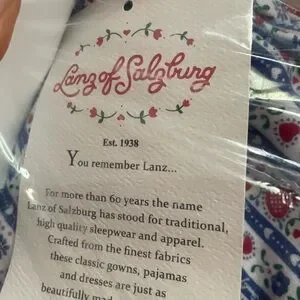 Lanz of Salzburg
Est. 1938
You remember Lanz...
For more than 60 years the name
Lanz of Salzburg has stood for traditional,
high quality sleepwear and apparel.
Crafted from the finest fabrics
these classic gowns, pajamas
and dresses are just as
beautifully made